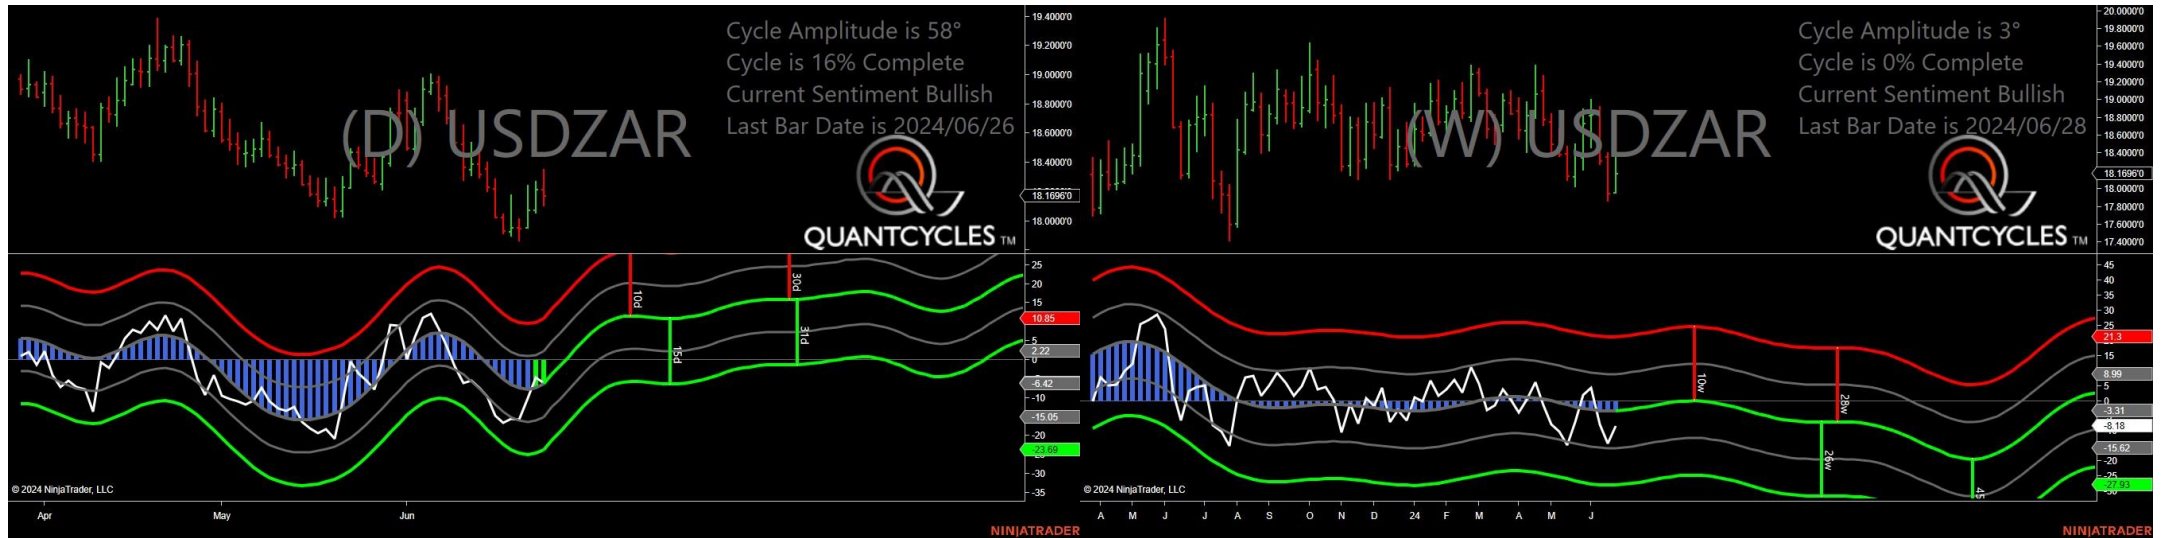 Cycle Amplitude is 58°
Cycle is 16% Complete
Current Sentiment Bullish
Last Bar Date is 2024/06/26
(D) USDZAR
QUANTCYCLES TM
19.4000'0
19.2000'0
19.0000'0
18.8000'0
18.6000'0
18.4000'0
18.1696'0
18.0000'0
10d
15d
30d
31d
25
20
15
10.85
5
2.22
0
-6.42
-10
-15.05
-20
-23.69
-30
-35
© 2024 NinjaTrader, LLC
Apr
May
Jun
NINJATRADER
Cycle Amplitude is 3°
Cycle is 0% Complete
Current Sentiment Bullish
Last Bar Date is 2024/06/28
(W) USDZAR
QUANTCYCLES TM
20.0000'0
19.8000'0
19.6000'0
19.4000'0
19.2000'0
19.0000'0
18.8000'0
18.6000'0
18.4000'0
18.1696'0
18.0000'0
17.8000'0
17.6000'0
17.4000'0
10w
28w
26w
45
45
40
35
30
25
21.3
15
8.99
5
0
-3.31
-8.18
-15.62
-20
-27.93
© 2024 NinjaTrader, LLC
A
M
J
J
A
S
O
N
D
24
F
M
A
M
J
NINJATRADER